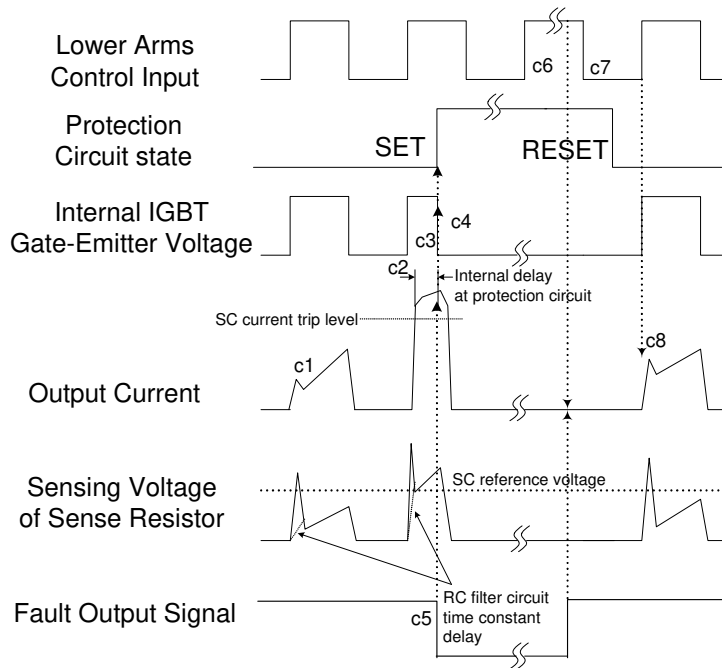 Lower Arms
Control Input
c6
c7
Protection
Circuit state
SET
RESET
Internal IGBT
Gate-Emitter Voltage
c4
c3
c2
Internal delay
at protection circuit
SC current trip level
c1
c8
Output Current
Sensing Voltage
of Sense Resistor
SC reference voltage
Fault Output Signal
c5
RC filter circuit
time constant
delay